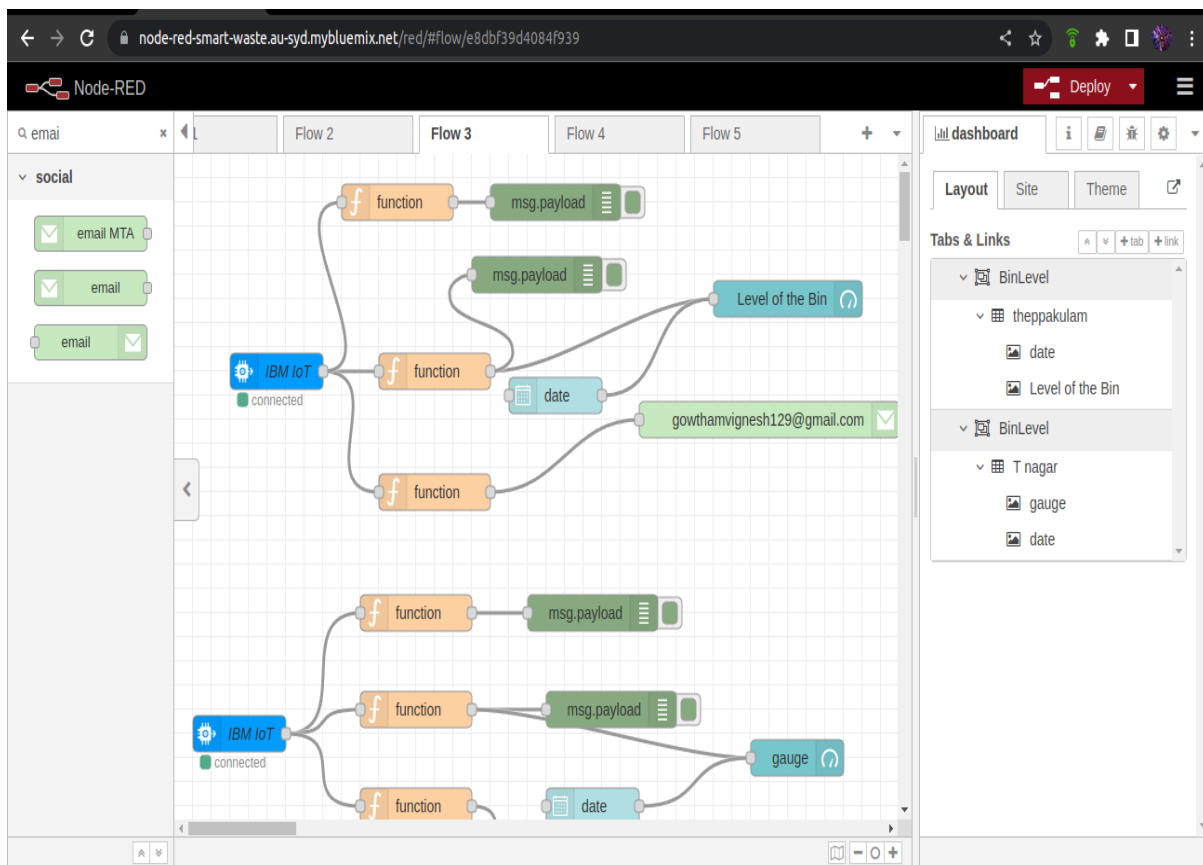 node-red-smart-waste.au-syd.mybluemix.net/red/#flow/e8dbf39d4084f939
Node-RED
Deploy
emai
1
Flow 2
Flow 3
Flow 4
Flow 5
dashboard
social
email MTA
email
email
function
msg.payload
msg.payload
Level of the Bin
IBM IoT
connected
function
date
gowthamvignesh129@gmail.com
function
function
msg.payload
function
msg.payload
IBM IoT
connected
gauge
function
date
Layout
Site
Theme
Tabs & Links
tab
link
BinLevel
theppakulam
date
Level of the Bin
BinLevel
T nagar
gauge
date